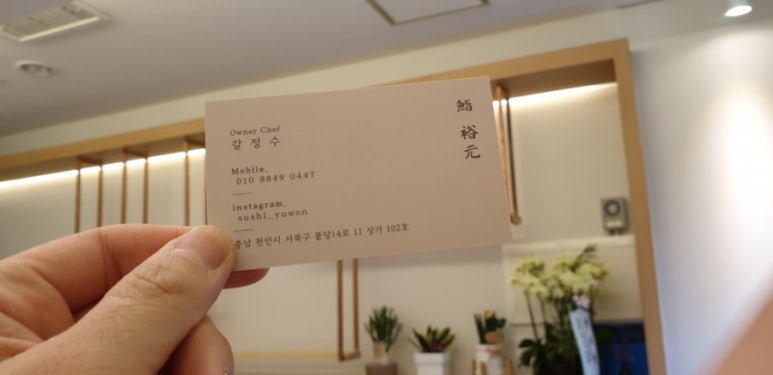 Owner Chef
갈 정 수
Mobile.
010 8849 0447
instagram.
sushi_yuwon
충남 천안시 서북구 불당14로 11 상가 102호
鮨 裕元